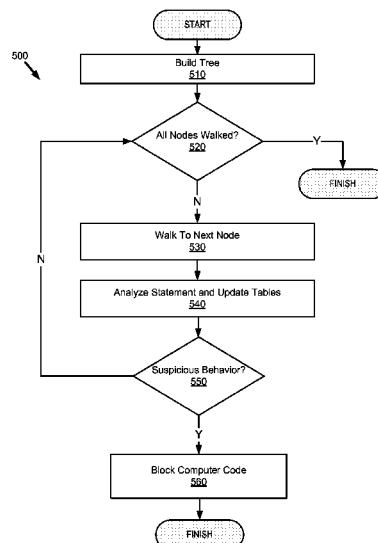 START
500
Build Tree
510
All Nodes Walked?
520
Y
FINISH
N
Walk To Next Node
530
N
Analyze Statement and Update Tables
540
Suspicious Behavior?
550
Y
Block Computer Code
560
FINISH